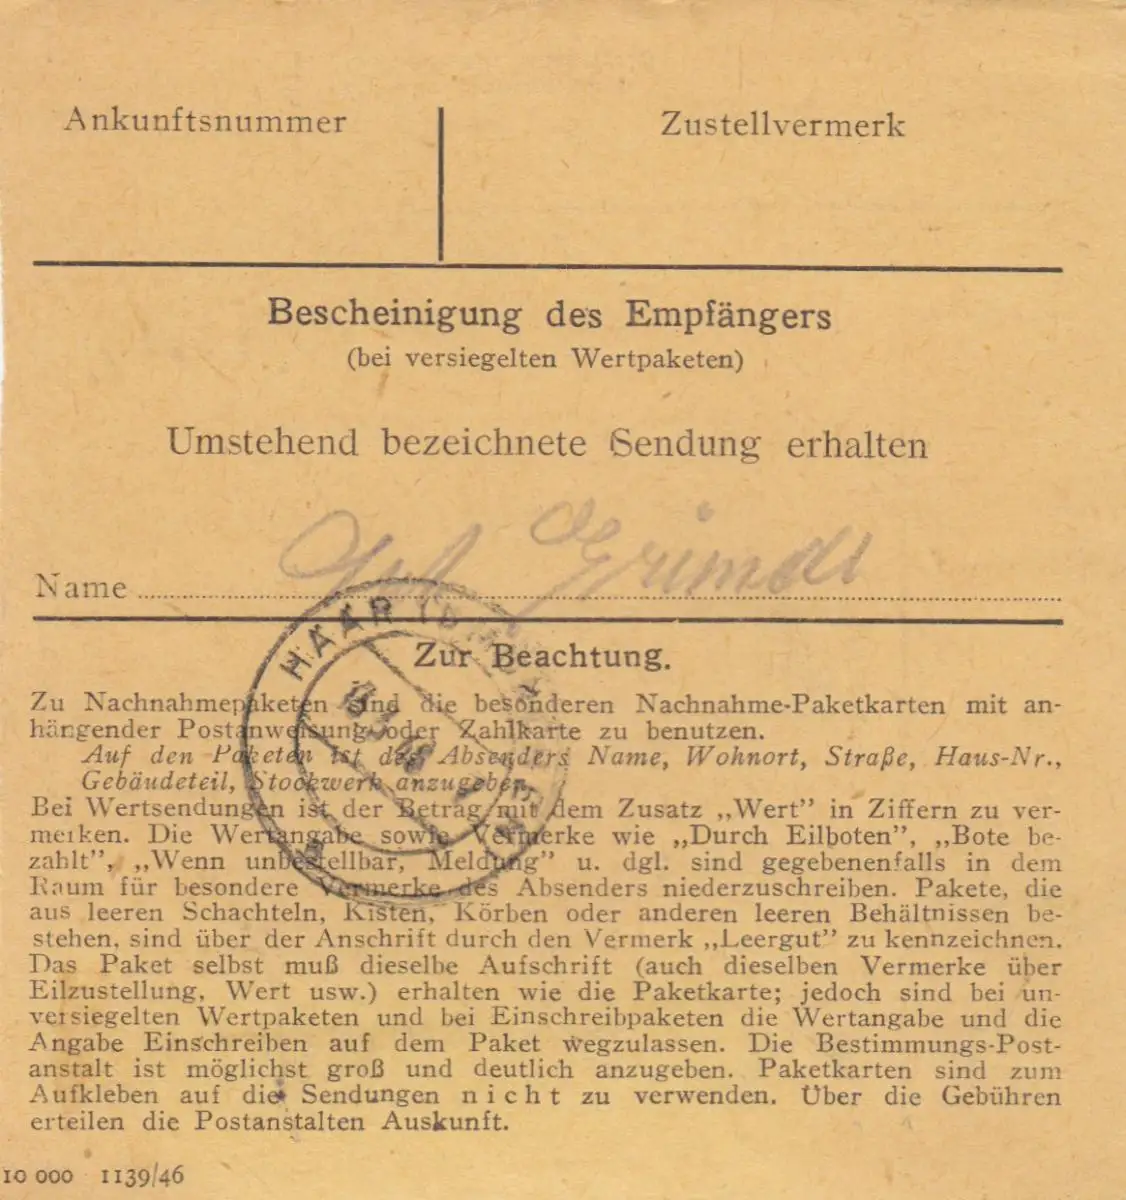 Ankunftsnummer
Zustellvermerk
Bescheinigung des Empfängers
(bei versiegelten Wertpaketen)
Umstehend bezeichnete Sendung erhalten
Name
HAAR
Zur Beachtung.
Zu Nachnahmepaketen sind die besonderen Nachnahme-Paketkarten mit an-
hängender Postanweisung oder Zahlkarte zu benutzen.
Auf den Paketen ist des Absenders Name, Wohnort, Straße, Haus-Nr.,
Gebäudeteil, Stockwerk anzugeben,
Bei Wertsendungen ist der Betrag mit dem Zusatz „Wert” in Ziffern zu ver-
merken. Die Wertangabe sowie Vermerke wie „Durch Eilboten”, „Bote be-
zahlt”, „Wenn unbestellbar, Meldung” u. dgl. sind gegebenenfalls in dem
Raum für besondere Vermerke des Absenders niederzuschreiben. Pakete, die
aus leeren Schachteln, Kisten, Körben oder anderen leeren Behältnissen be-
stehen, sind über der Anschrift durch den Vermerk „Leergut” zu kennzeichnen.
Das Paket selbst muß dieselbe Aufschrift (auch dieselben Vermerke über
Eilzustellung, Wert usw.) erhalten wie die Paketkarte; jedoch sind bei un-
versiegelten Wertpaketen und bei Einschreibpaketen die Wertangabe und die
Angabe Einschreiben auf dem Paket wegzulassen. Die Bestimmungs-Post-
anstalt ist möglichst groß und deutlich anzugeben. Paketkarten sind zum
Aufkleben auf die Sendungen nicht zu verwenden. Über die Gebühren
erteilen die Postanstalten Auskunft.
10 000 1139/46